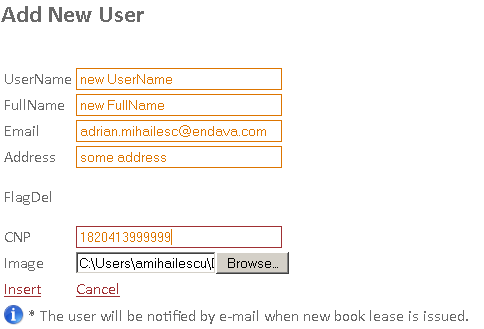 Add New User
UserName new UserName
FullName new FullName
Email adrian.mihailesc@endava.com
Address some address
FlagDel
CNP 1820413999999
Image C:\Users\amihailescu\[ Browse...
Insert Cancel
* The user will be notified by e-mail when new book lease is issued.